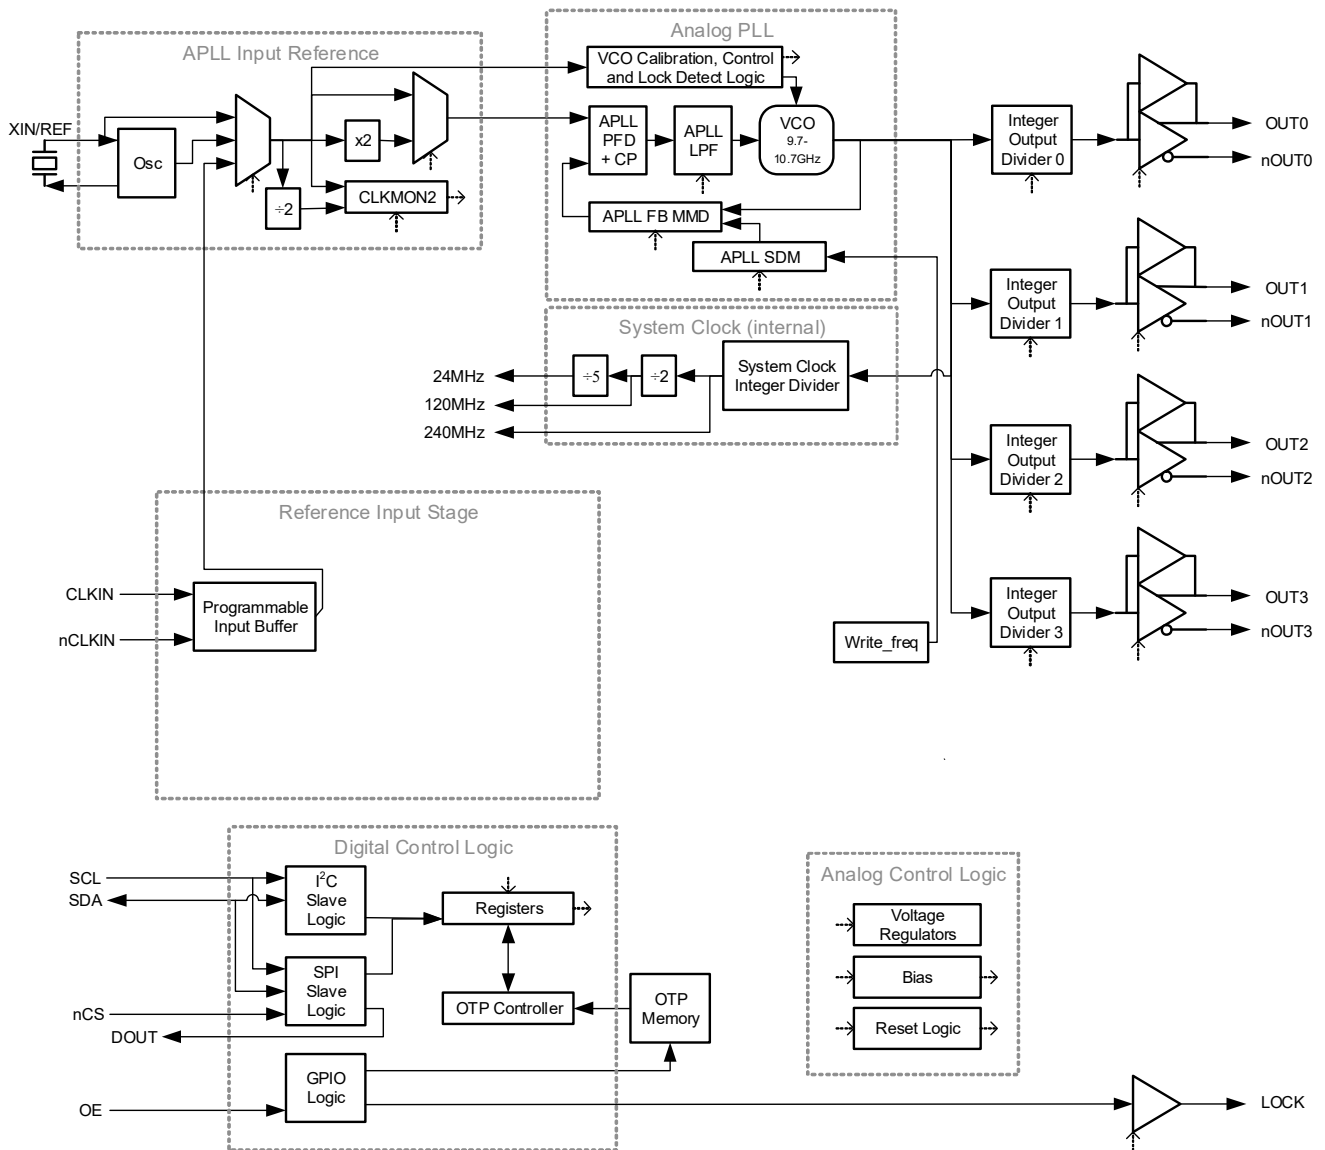 APLL Input Reference
XIN/REF
Osc
x2
÷2
CLKMON2
Analog PLL
VCO Calibration, Control
and Lock Detect Logic
APLL
PFD
+ CP
APLL
LPF
VCO
9.7-
10.7GHz
APLL FB MMD
APLL SDM
System Clock (internal)
24MHz
120MHz
240MHz
÷5
÷2
System Clock
Integer Divider
Integer
Output
Divider 0
OUT0
nOUT0
Integer
Output
Divider 1
OUT1
nOUT1
Integer
Output
Divider 2
OUT2
nOUT2
Integer
Output
Divider 3
OUT3
nOUT3
Reference Input Stage
CLKIN
nCLKIN
Programmable
Input Buffer
Write_freq
Digital Control Logic
SCL
SDA
I²C
Slave
Logic
Registers
SPI
Slave
Logic
nCS
DOUT
OTP Controller
OTP
Memory
GPIO
Logic
OE
Analog Control Logic
Voltage
Regulators
Bias
Reset Logic
LOCK